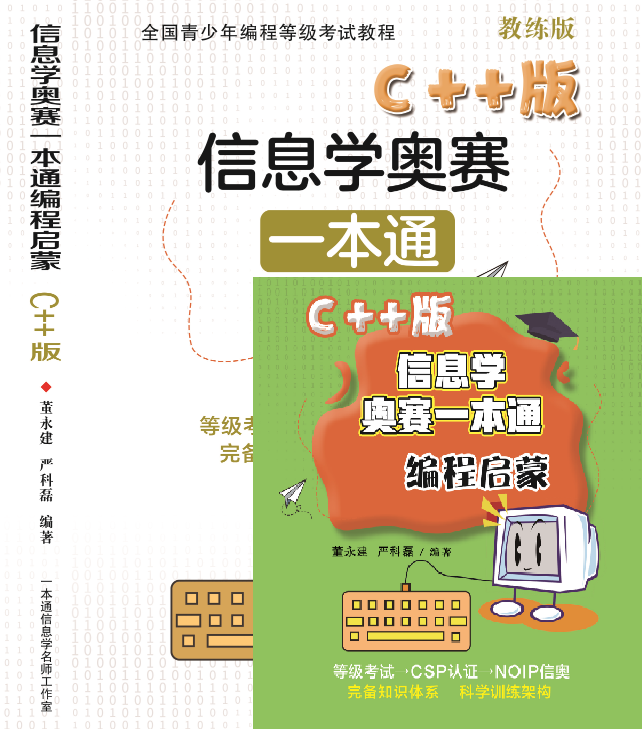 信息学奥赛一本通编程启蒙
C++版
董永建 严科磊 编著
一本通信息学名师工作室
全国青少年编程等级考试教程
教练版
C++版
信息学奥赛
一本通
等级考
完备
C++版
信息学
奥赛一本通
编程启蒙
董永建 严科磊 / 编著
等级考试→CSP认证→NOIP信奥
完备知识体系 科学训练架构